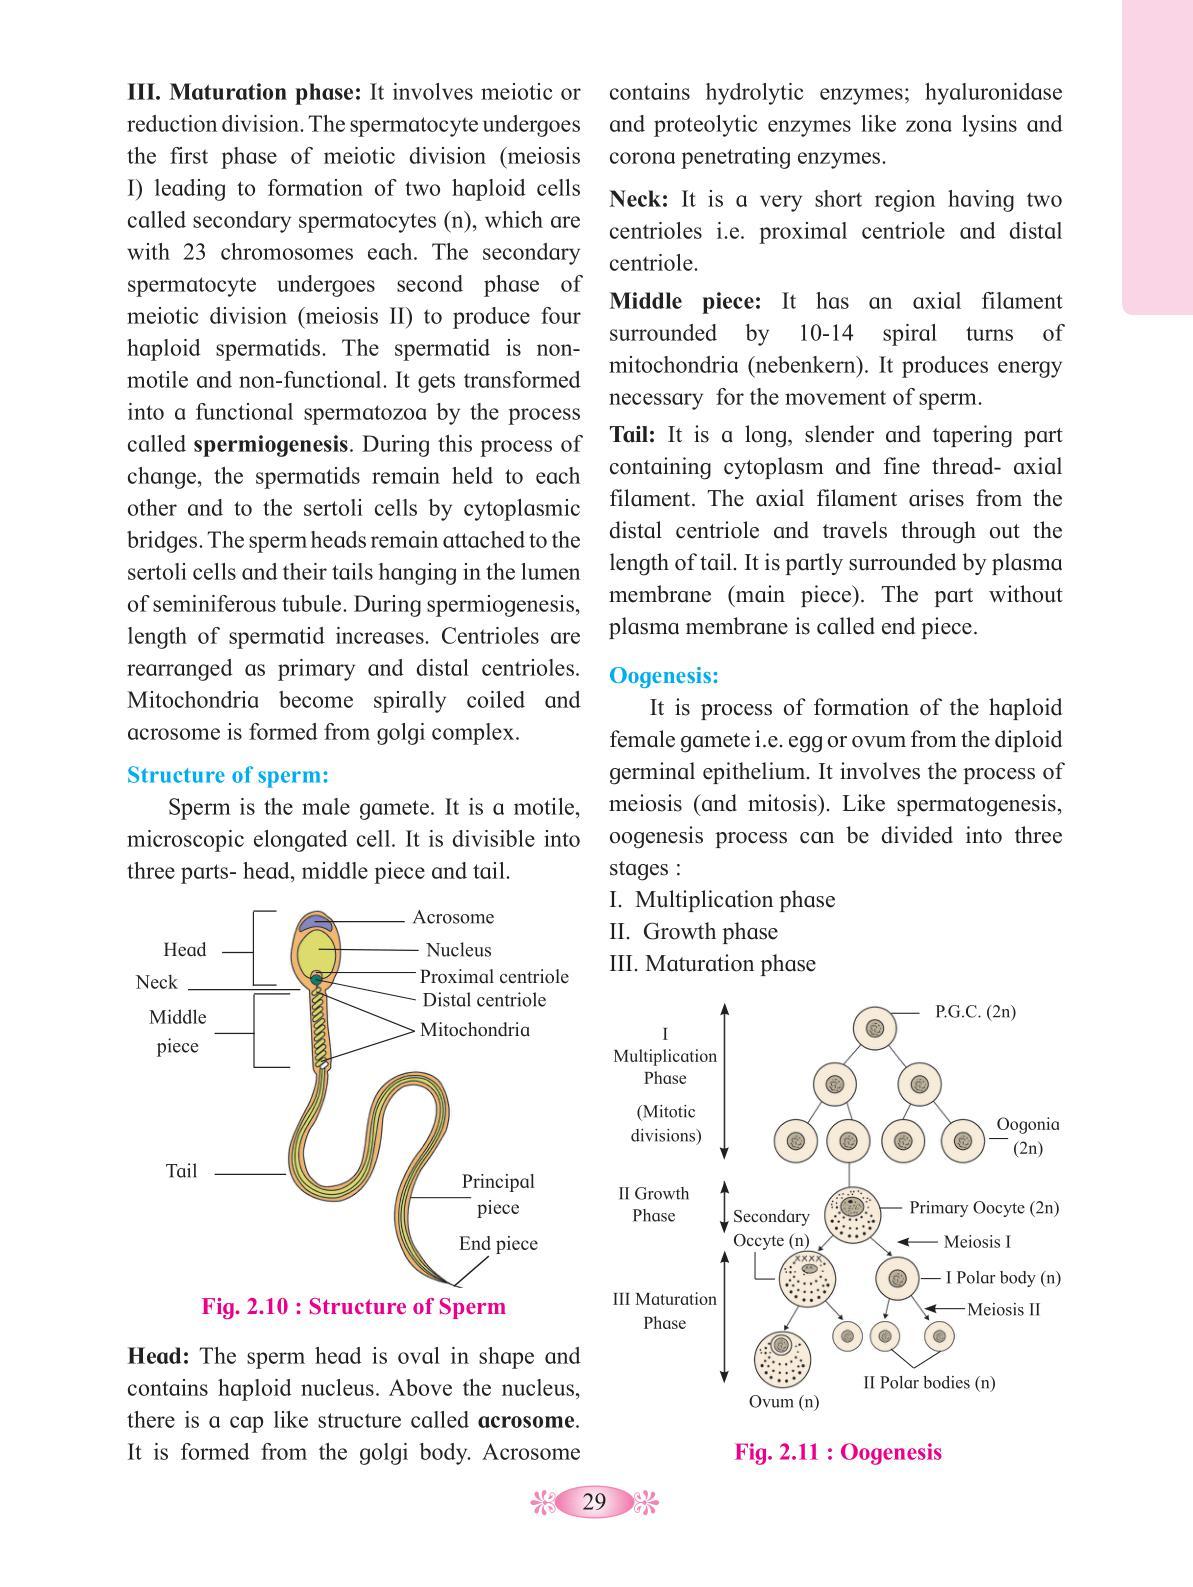 III. Maturation phase: It involves meiotic or
reduction division. The spermatocyte undergoes
the first phase of meiotic division (meiosis
I) leading to formation of two haploid cells
called secondary spermatocytes (n), which are
with 23 chromosomes each. The secondary
spermatocyte undergoes second phase of
meiotic division (meiosis II) to produce four
haploid spermatids. The spermatid is non-
motile and non-functional. It gets transformed
into a functional spermatozoa by the process
called spermiogenesis. During this process of
change, the spermatids remain held to each
other and to the sertoli cells by cytoplasmic
bridges. The sperm heads remain attached to the
sertoli cells and their tails hanging in the lumen
of seminiferous tubule. During spermiogenesis,
length of spermatid increases. Centrioles are
rearranged as primary and distal centrioles.
Mitochondria become spirally coiled and
acrosome is formed from golgi complex.
Structure of sperm:
Sperm is the male gamete. It is a motile,
microscopic elongated cell. It is divisible into
three parts- head, middle piece and tail.
Acrosome
Head
Nucleus
Proximal centriole
Neck
Distal centriole
Middle
piece
Mitochondria
Tail
Principal
piece
End piece
Fig. 2.10 : Structure of Sperm
Head: The sperm head is oval in shape and
contains haploid nucleus. Above the nucleus,
there is a cap like structure called acrosome.
It is formed from the golgi body. Acrosome
contains hydrolytic enzymes; hyaluronidase
and proteolytic enzymes like zona lysins and
corona penetrating enzymes.
Neck: It is a very short region having two
centrioles i.e. proximal centriole and distal
centriole.
Middle piece: It has an axial filament
surrounded by 10-14 spiral turns of
mitochondria (nebenkern). It produces energy
necessary for the movement of sperm.
Tail: It is a long, slender and tapering part
containing cytoplasm and fine thread- axial
filament. The axial filament arises from the
distal centriole and travels through out the
length of tail. It is partly surrounded by plasma
membrane (main piece). The part without
plasma membrane is called end piece.
Oogenesis:
It is process of formation of the haploid
female gamete i.e. egg or ovum from the diploid
germinal epithelium. It involves the process of
meiosis (and mitosis). Like spermatogenesis,
oogenesis process can be divided into three
stages :
I. Multiplication phase
II. Growth phase
III. Maturation phase
P.G.C. (2n)
I
Multiplication
Phase
(Mitotic
divisions)
Oogonia
(2n)
II Growth
Phase
Primary Oocyte (2n)
Secondary
Occyte (n)
Meiosis I
I Polar body (n)
III Maturation
Phase
Meiosis II
II Polar bodies (n)
Ovum (n)
Fig. 2.11 : Oogenesis
29